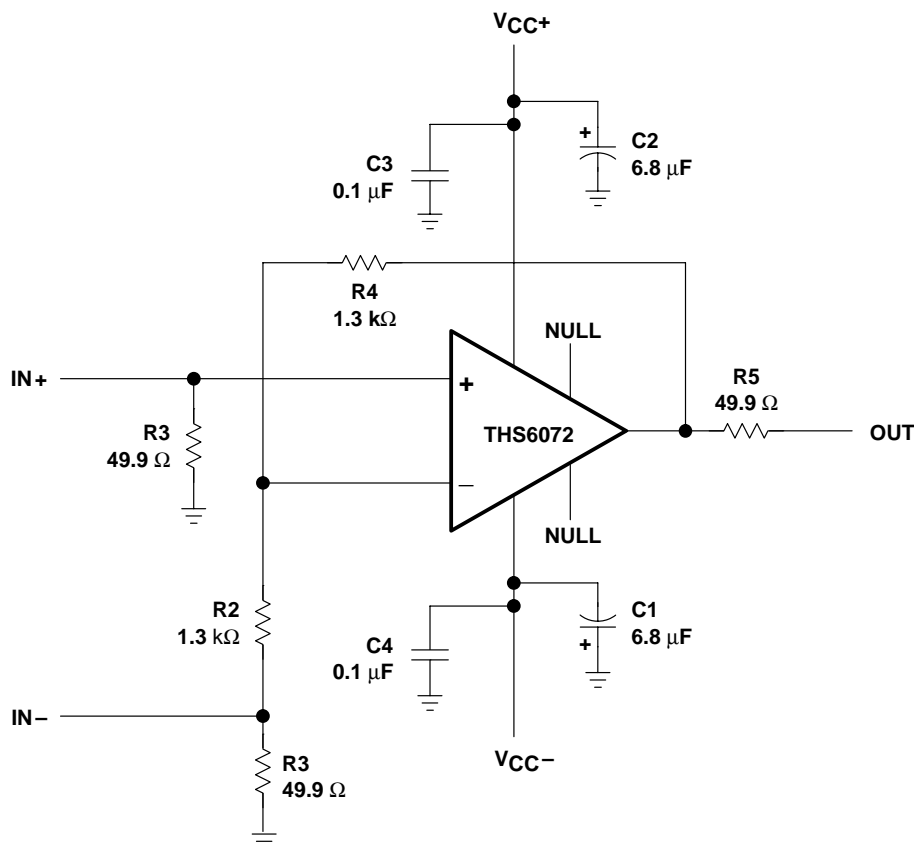 VCC+
C3
0.1 μF
C2
6.8 μF
+
R4
1.3 kΩ
NULL
IN+
+
R5
49.9 Ω
R3
49.9 Ω
THS6072
OUT
−
NULL
R2
1.3 kΩ
C4
0.1 μF
C1
6.8 μF
+
IN−
R3
49.9 Ω
VCC−